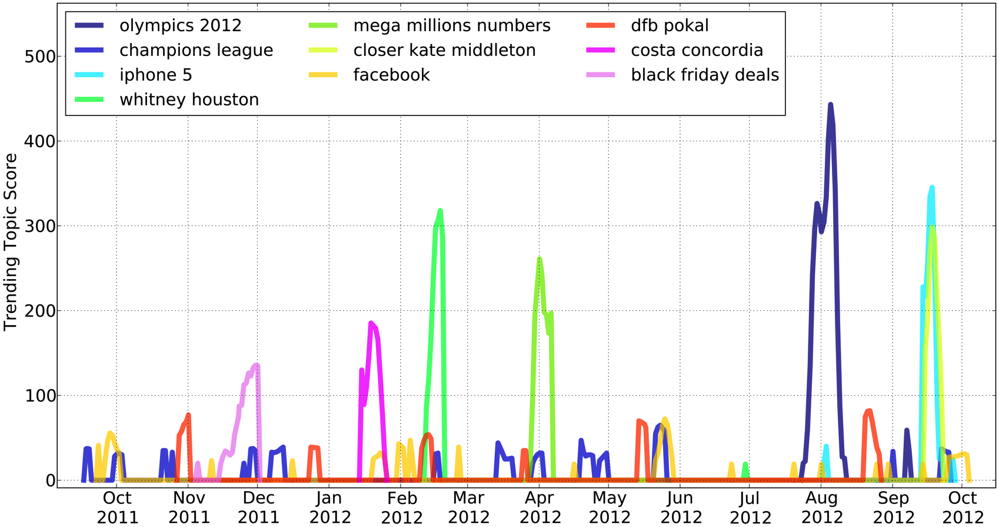 olympics 2012
champions league
iphone 5
whitney houston
mega millions numbers
closer kate middleton
facebook
dfb pokal
costa concordia
black friday deals
Trending Topic Score
500
400
300
200
100
0
Oct Nov Dec Jan Feb Mar Apr May Jun Jul Aug Sep Oct
2011 2011 2011 2012 2012 2012 2012 2012 2012 2012 2012 2012 2012